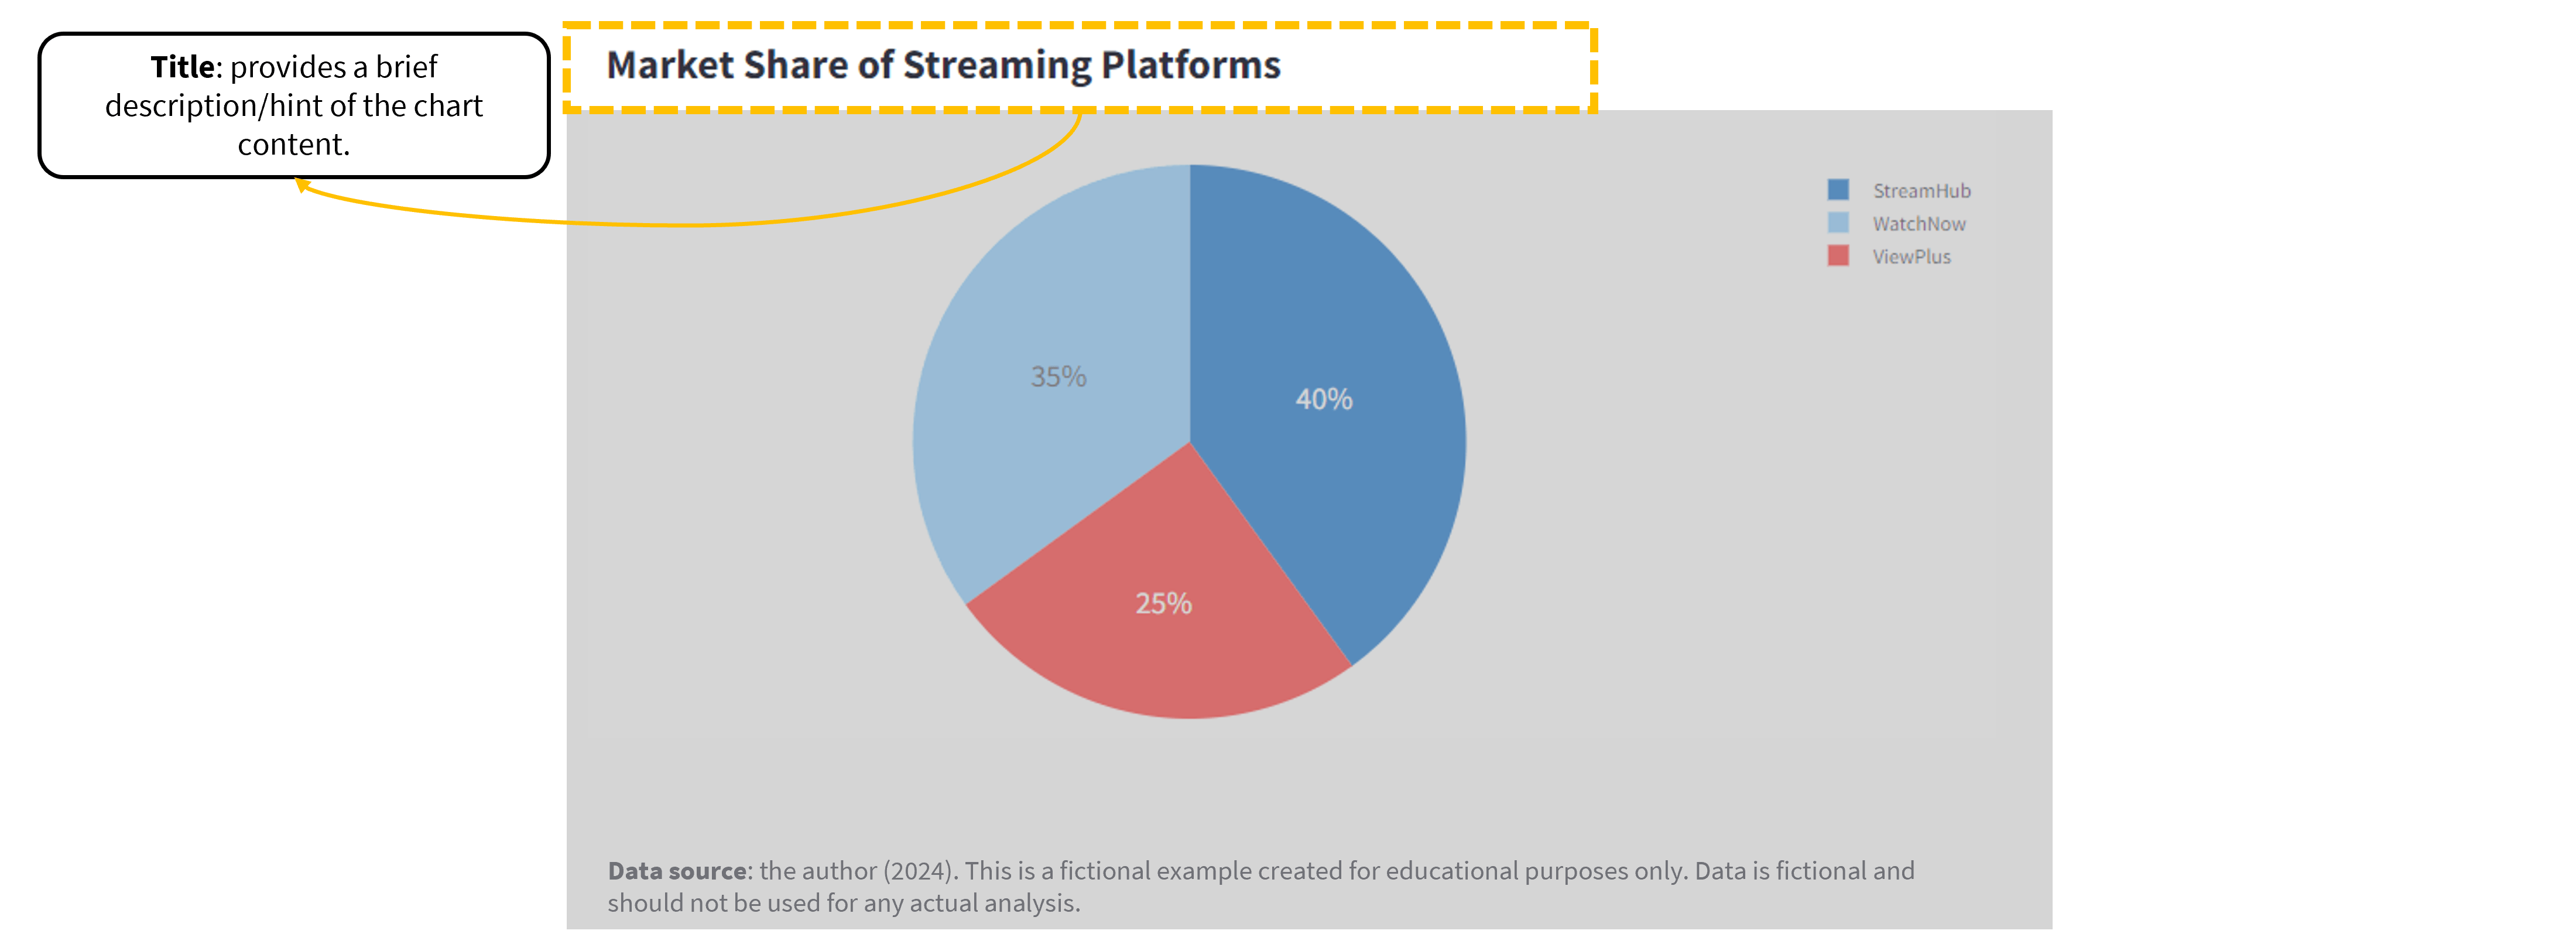 Title: provides a brief
description/hint of the chart
content.
Market Share of Streaming Platforms
StreamHub
WatchNow
ViewPlus
35%
40%
25%
Data source: the author (2024). This is a fictional example created for educational purposes only. Data is fictional and
should not be used for any actual analysis.